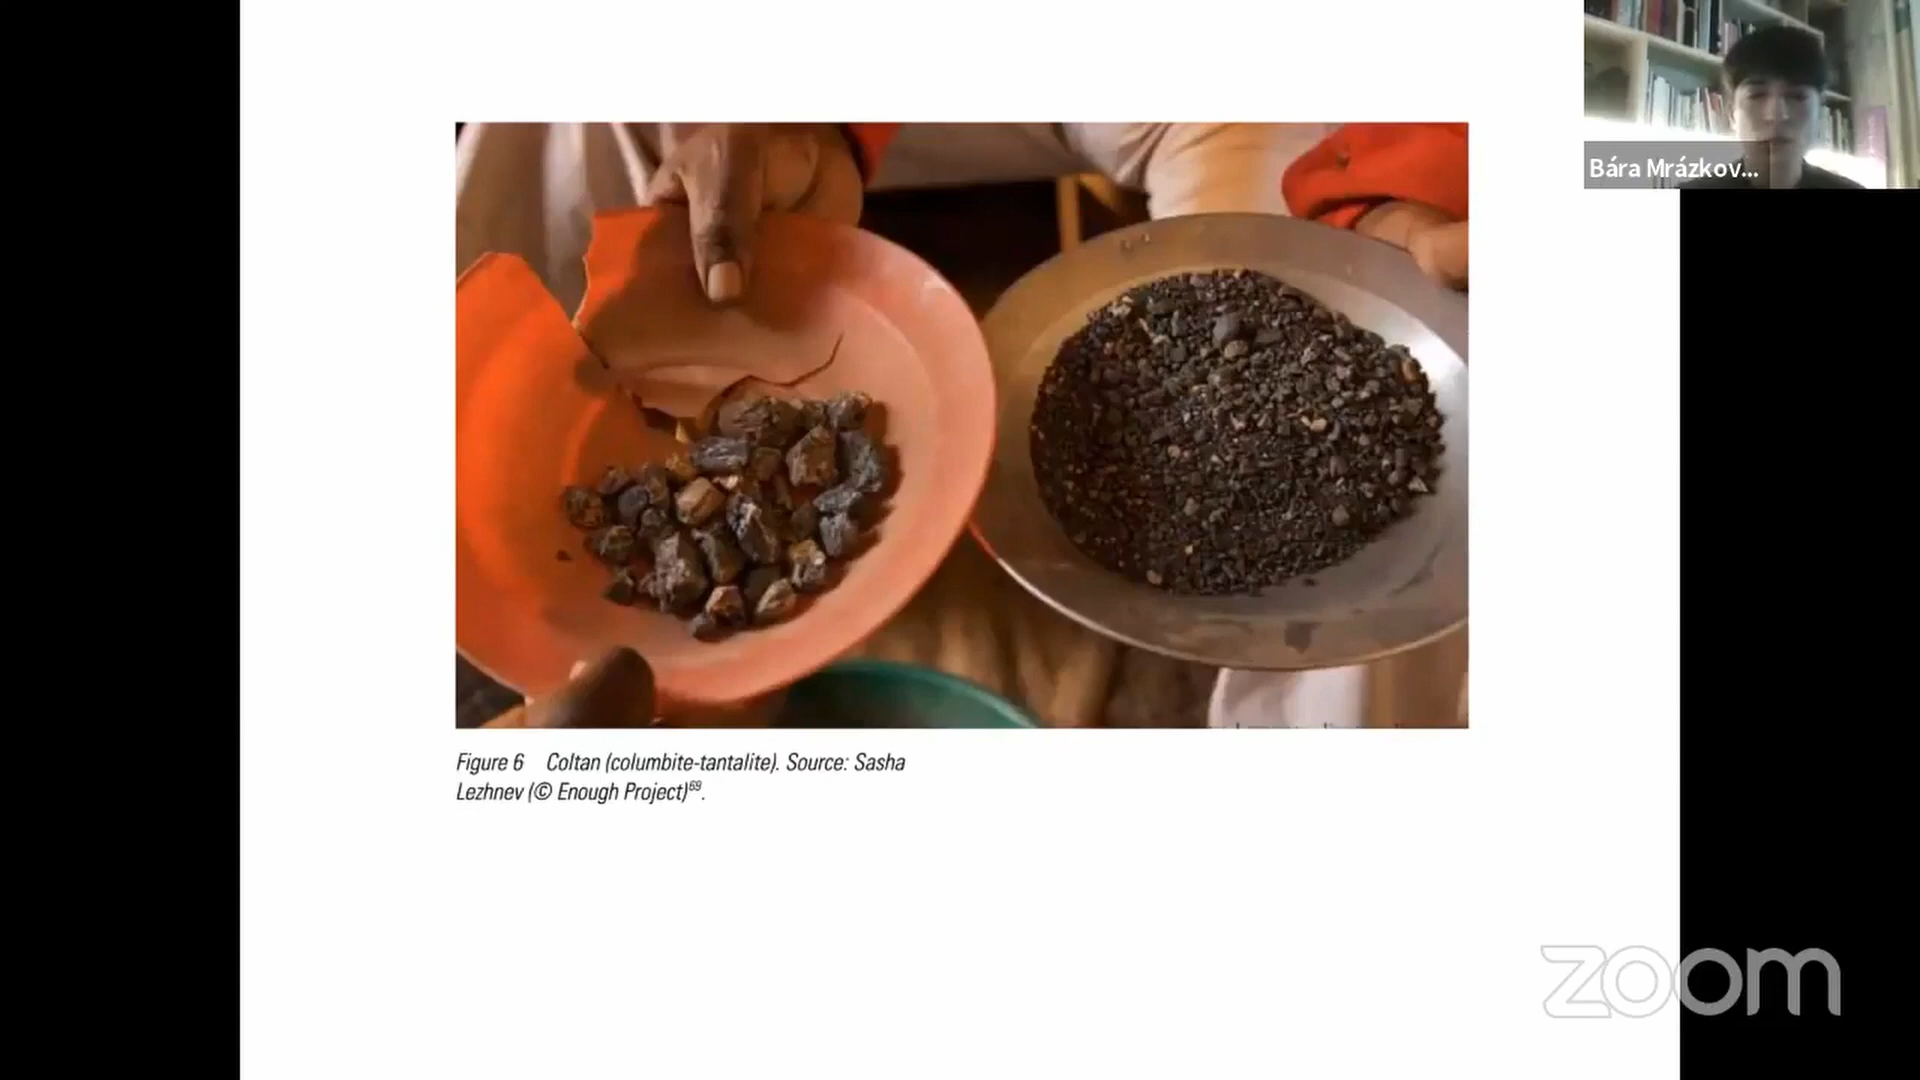 Bára Mrázkov...
Figure 6 Coltan (columbite-tantalite). Source: Sasha
Lezhnev (© Enough Project)⁶⁹.
zoom